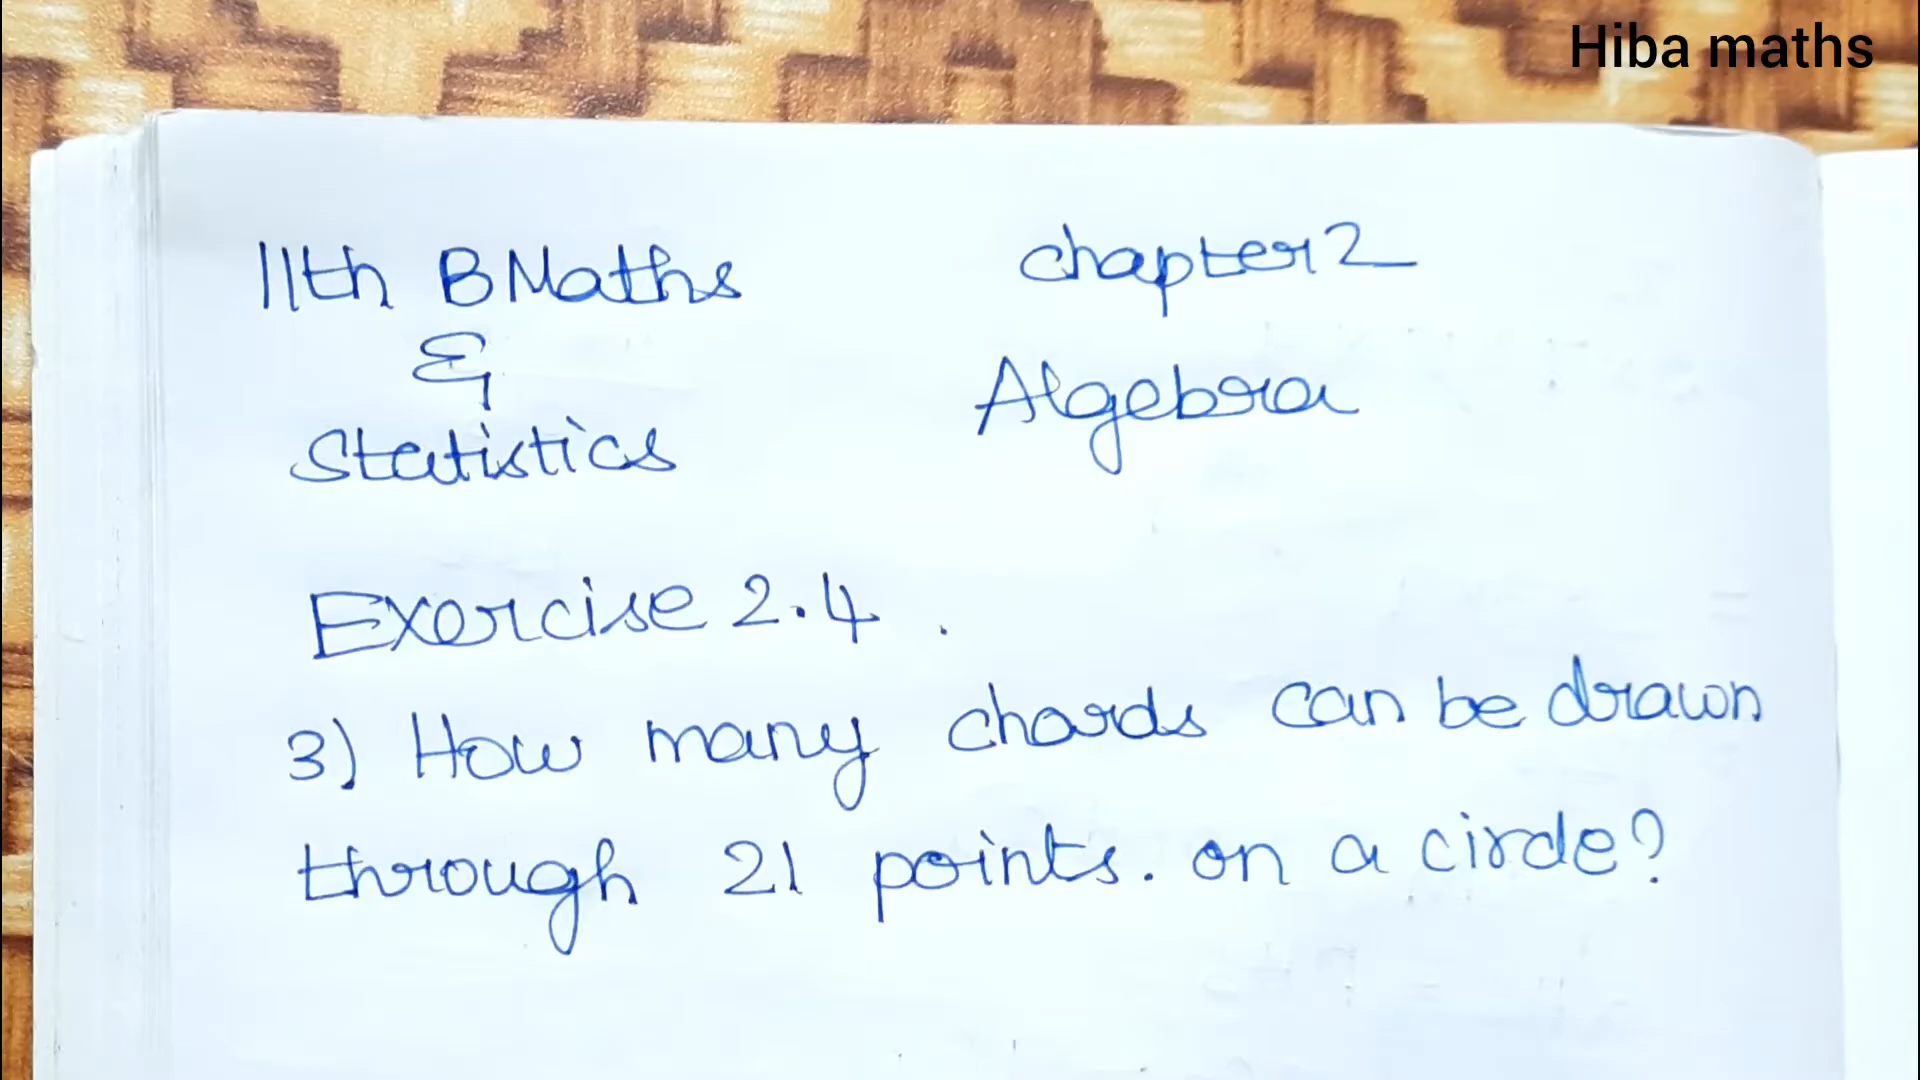 Hiba maths
11th B Maths
&
Statistics
chapter 2
Algebra
Exercise 2.4.
3) How many chords can be drawn
through 21 points. on a circle?